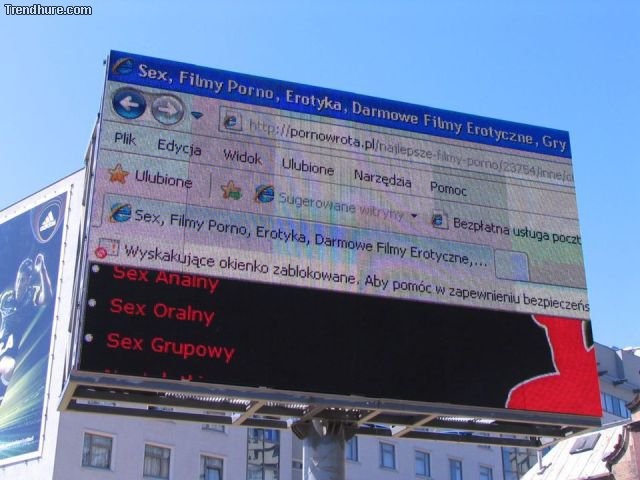 Trendhure.com
Sex, Filmy Porno, Erotyka, Darmowe Filmy Erotyczne, Gry
http://pornowrota.pl/najlepsze-filmy-porno/23764/inne/
Plik Edycja Widok Ulubione Narzędzia Pomoc
Ulubione Sugerowane witryny Bezpłatna usługa poczt
Sex, Filmy Porno, Erotyka, Darmowe Filmy Erotyczne,...
Wyskakujące okienko zablokowane. Aby pomóc w zapewnieniu bezpieczeńs
Sex Analny
Sex Oralny
Sex Grupowy
adidas